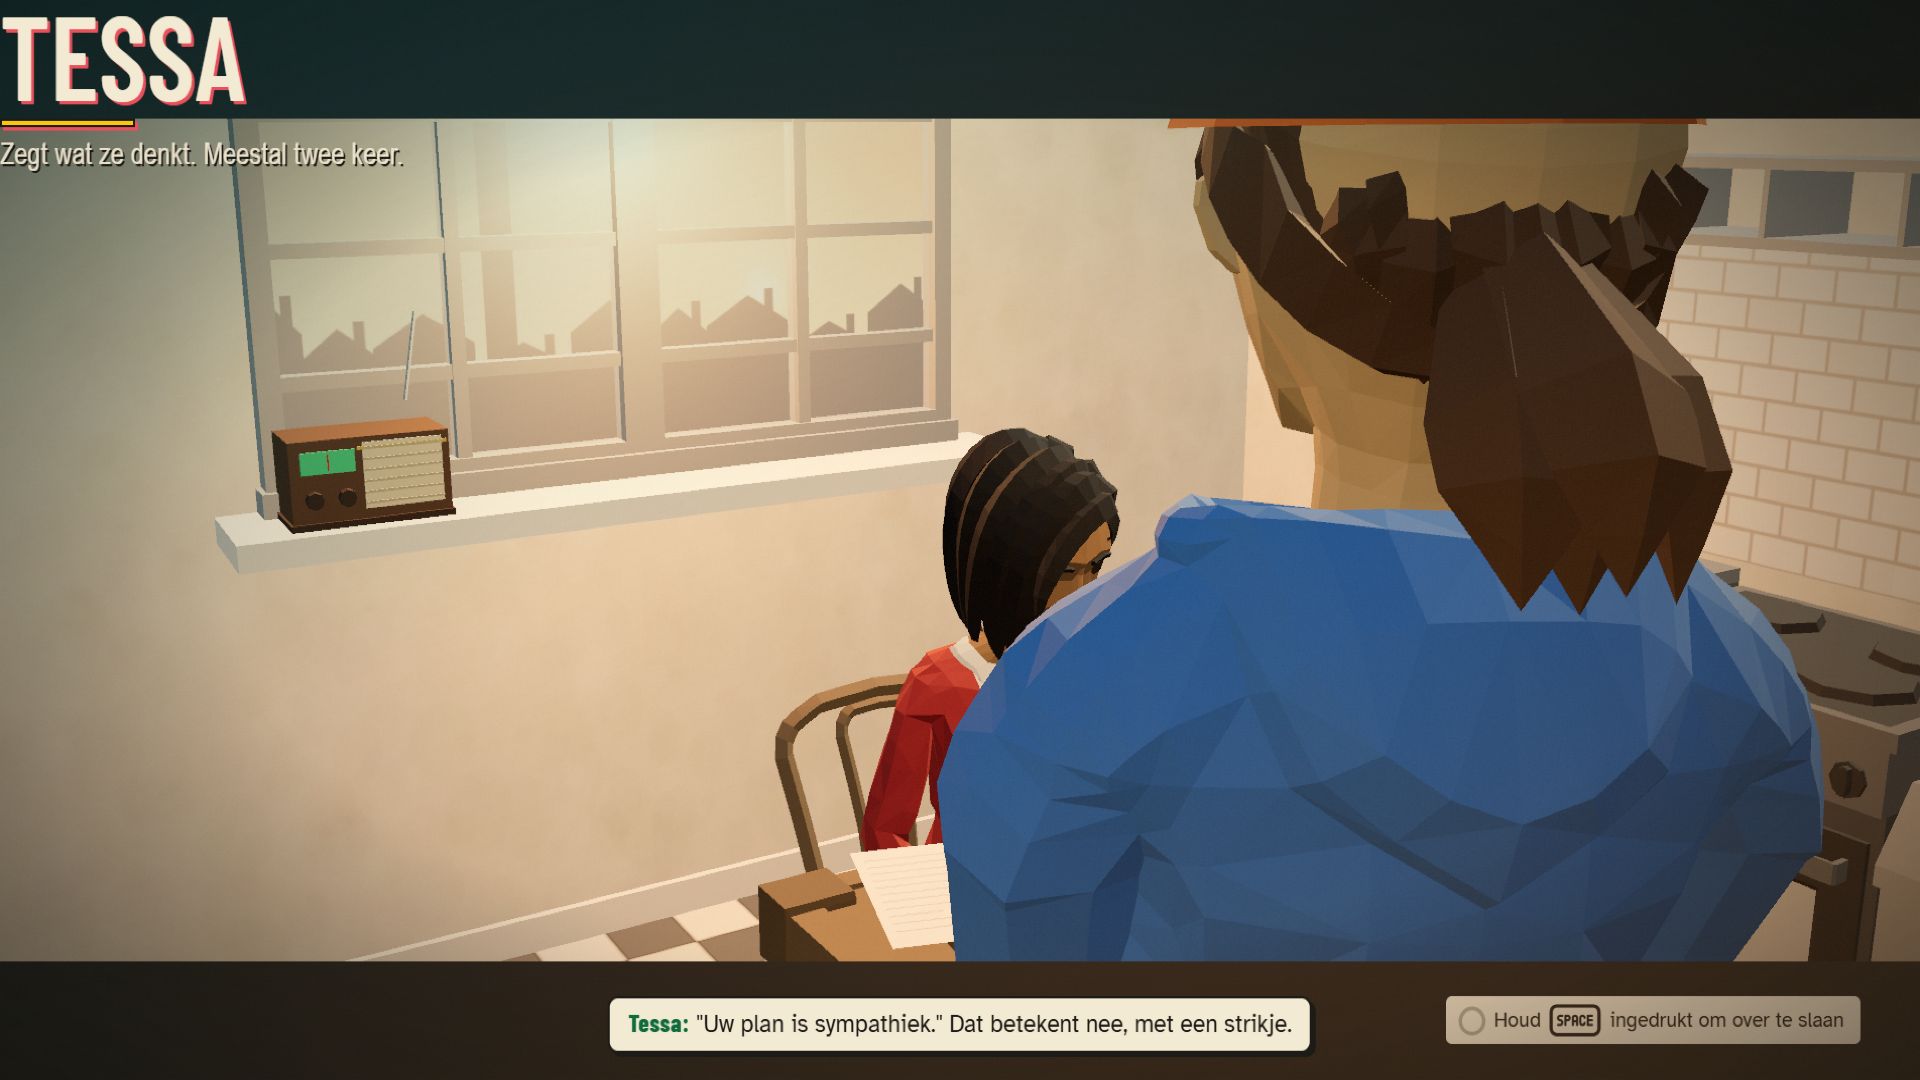 TESSA
Zegt wat ze denkt. Meestal twee keer.
Tessa: "Uw plan is sympathiek." Dat betekent nee, met een strikje.
Houd SPACE ingedrukt om over te slaan